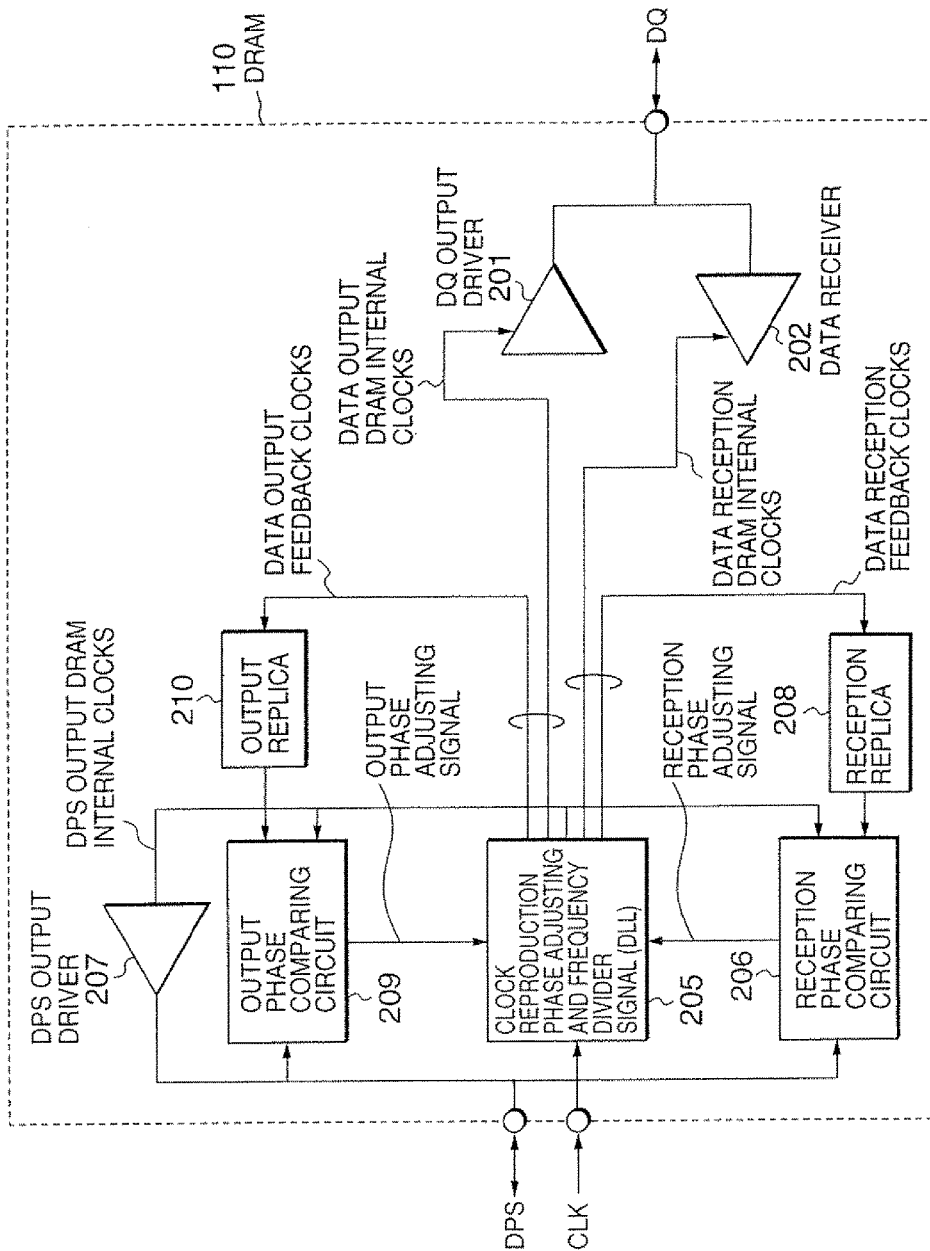 110
DRAM
DQ
DPS OUTPUT DRAM
INTERNAL CLOCKS
DPS OUTPUT
DRIVER
207
210
OUTPUT
REPLICA
DATA OUTPUT
FEEDBACK CLOCKS
DATA OUTPUT
DRAM INTERNAL
CLOCKS
DQ OUTPUT
DRIVER
201
OUTPUT
PHASE
COMPARING
CIRCUIT
209
OUTPUT
PHASE
ADJUSTING
SIGNAL
CLOCK
REPRODUCTION
PHASE ADJUSTING
AND FREQUENCY
DIVIDER
SIGNAL (DLL)
205
RECEPTION
PHASE
ADJUSTING
SIGNAL
DATA RECEPTION
DRAM INTERNAL
CLOCKS
202
DATA RECEIVER
206
RECEPTION
PHASE
COMPARING
CIRCUIT
208
RECEPTION
REPLICA
DATA RECEPTION
FEEDBACK CLOCKS
DPS
CLK